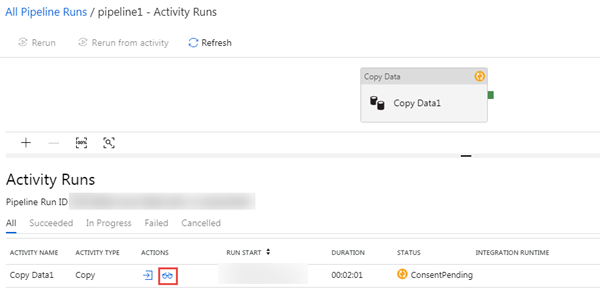 All Pipeline Runs / pipeline1 - Activity Runs
Rerun Rerun from activity Refresh
Copy Data
Copy Data1
100%
Activity Runs
Pipeline Run ID
All Succeeded In Progress Failed Cancelled
ACTIVITY NAME ACTIVITY TYPE ACTIONS RUN START DURATION STATUS INTEGRATION RUNTIME
Copy Data1 Copy 00:02:01 ConsentPending